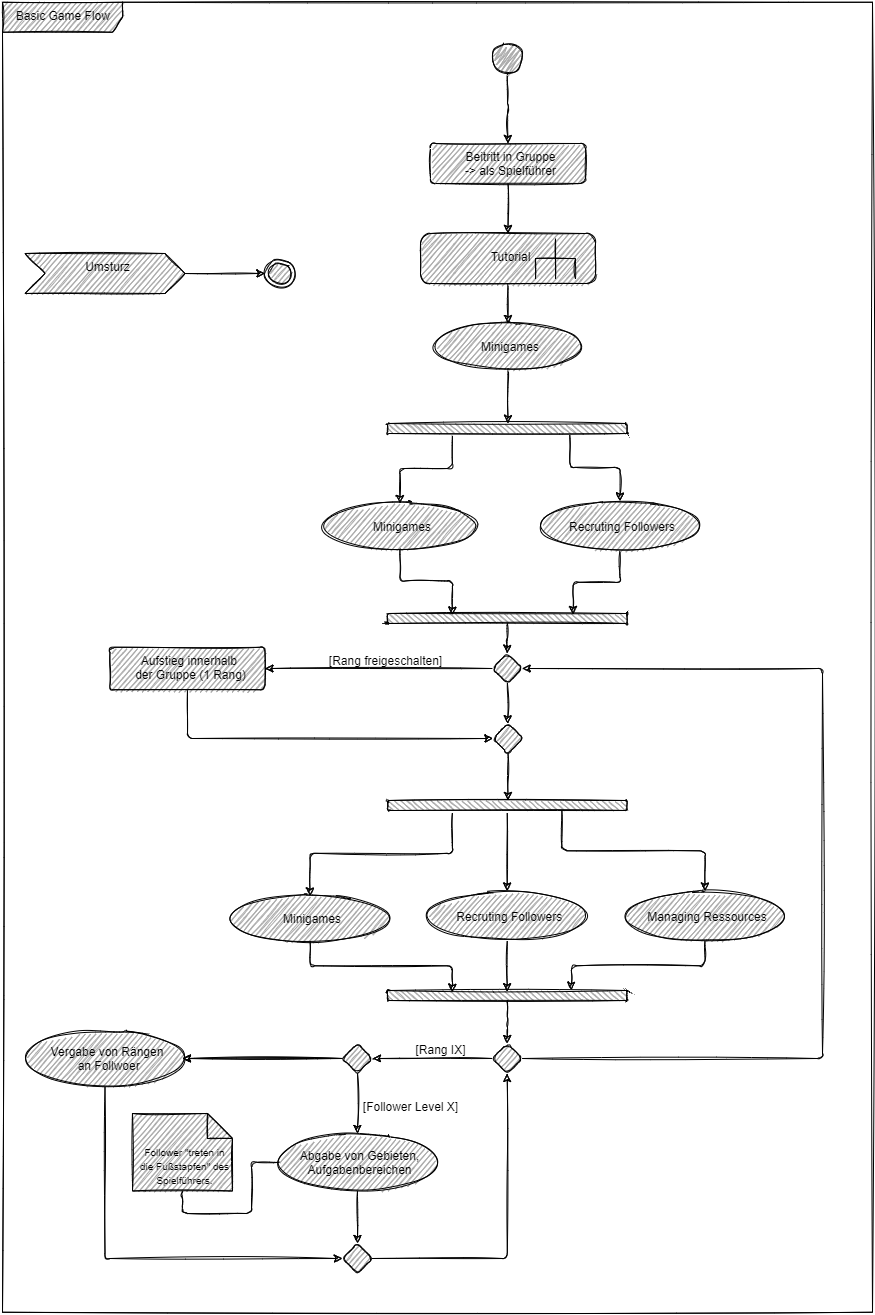 Basic Game Flow
Beitritt in Gruppe
-> als Spielführer
Umsturz
Tutorial
Minigames
Minigames
Recruting Followers
[Rang freigeschalten]
Aufstieg innerhalb
der Gruppe (1 Rang)
Minigames
Recruting Followers
Managing Ressources
[Rang IX]
Vergabe von Rängen
an Follwoer
[Follower Level X]
Abgabe von Gebieten,
Aufgabenbereichen
Follower "treten in
die Fußstapfen" des
Spielführers.